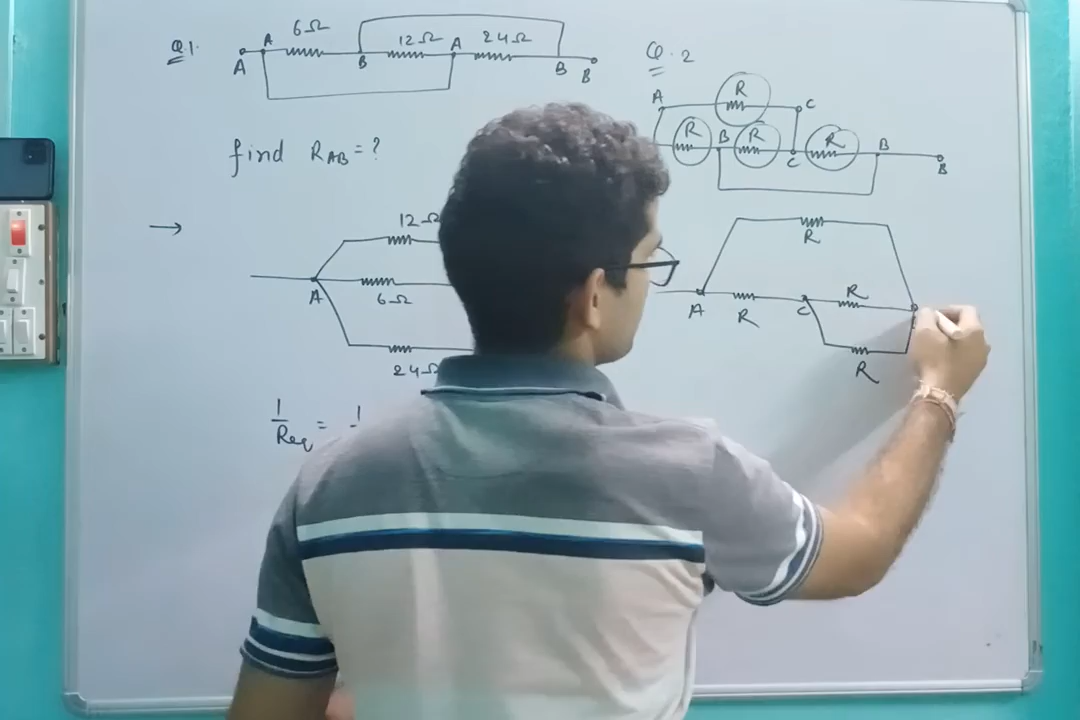 Q1.
6Ω
12Ω A 24Ω
A
A B B B
find RAB = ?
→
12Ω
A
6Ω
24Ω
1/Req =
Q.2
A R C
R B R C R B
B
R
A R C R
R